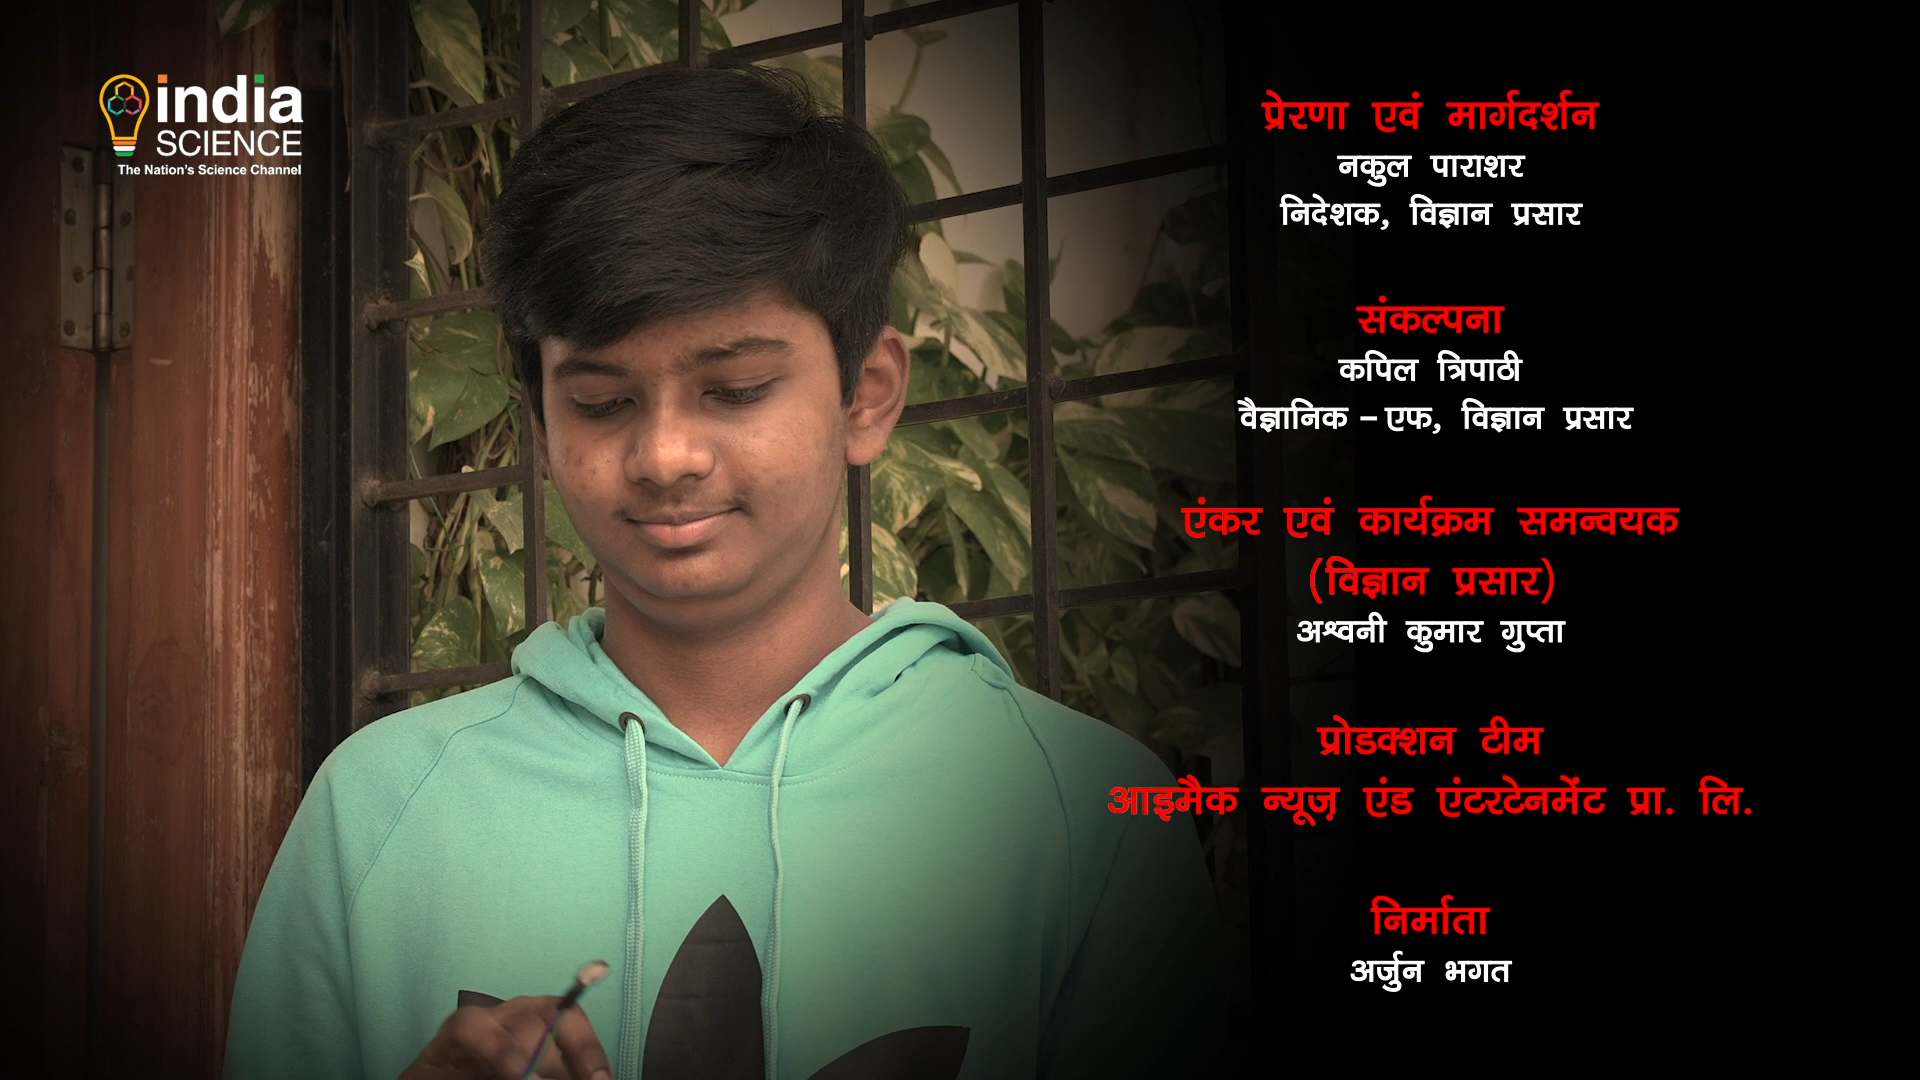 india
SCIENCE
The Nation's Science Channel
प्रेरणा एवं मार्गदर्शन
नकुल पाराशर
निदेशक, विज्ञान प्रसार
संकल्पना
कपिल त्रिपाठी
वैज्ञानिक – एफ, विज्ञान प्रसार
एंकर एवं कार्यक्रम समन्वयक
(विज्ञान प्रसार)
अश्वनी कुमार गुप्ता
प्रोडक्शन टीम
आइमैक न्यूज़ एंड एंटरटेनमेंट प्रा. लि.
निर्माता
अर्जुन भगत